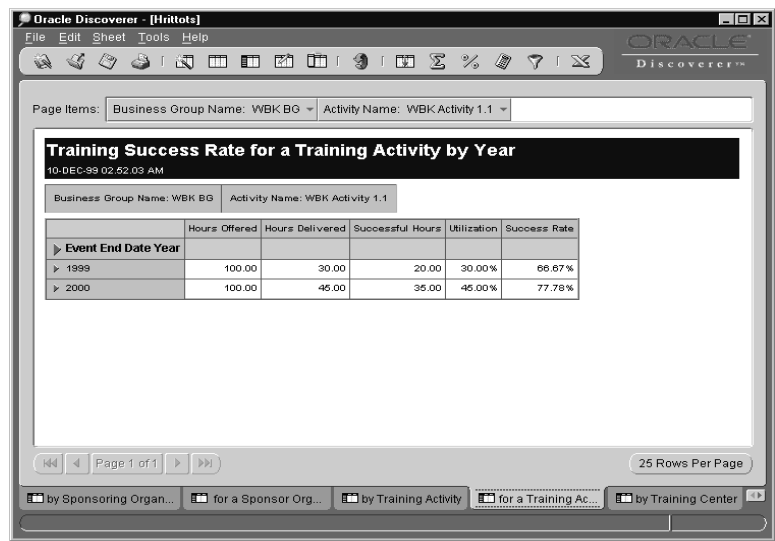 Oracle Discoverer - [Hrittots]
File Edit Sheet Tools Help
ORACLE
Discoverer™
Page Items: Business Group Name: WBK BG Activity Name: WBK Activity 1.1
Training Success Rate for a Training Activity by Year
10-DEC-99 02.52.03 AM
Business Group Name: WBK BG Activity Name: WBK Activity 1.1
Hours Offered Hours Delivered Successful Hours Utilization Success Rate
Event End Date Year
1999 100.00 30.00 20.00 30.00% 66.67%
2000 100.00 45.00 35.00 45.00% 77.78%
Page 1 of 1
25 Rows Per Page
by Sponsoring Organ... for a Sponsor Org... by Training Activity for a Training Ac... by Training Center